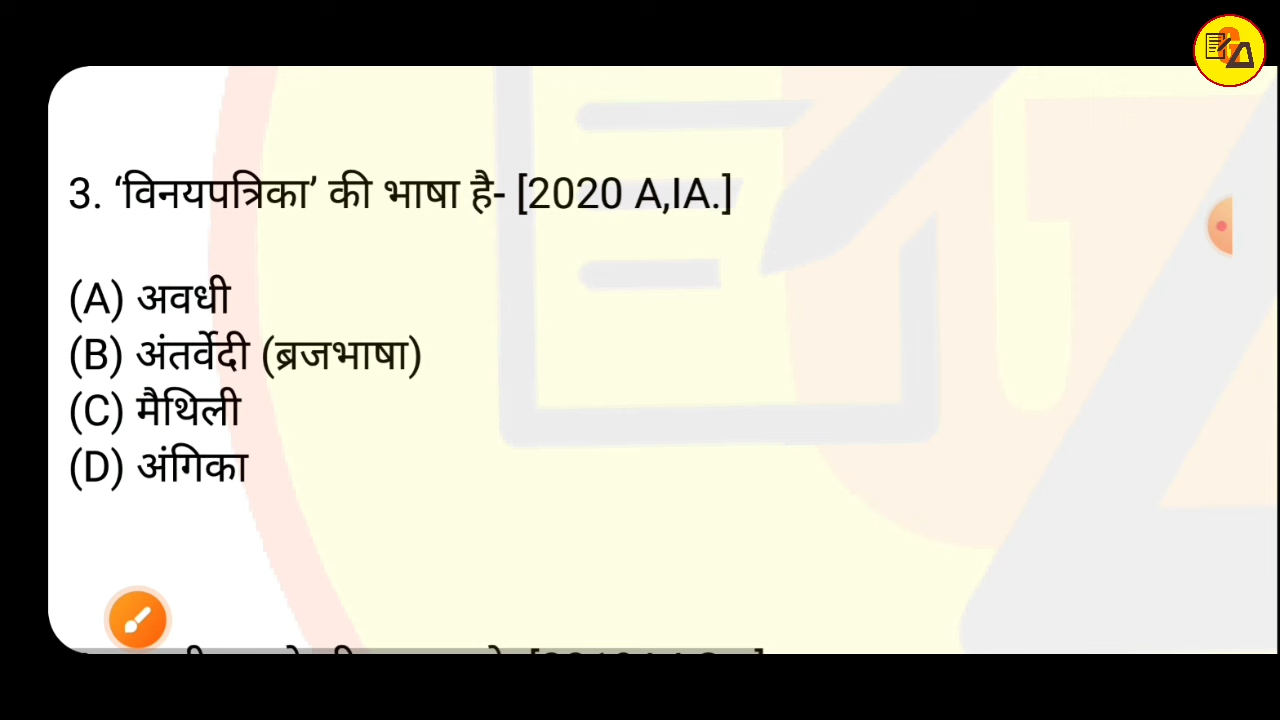 3. ‘विनयपत्रिका’ की भाषा है- [2020 A,IA.]
(A) अवधी
(B) अंतर्वेदी (ब्रजभाषा)
(C) मैथिली
(D) अंगिका